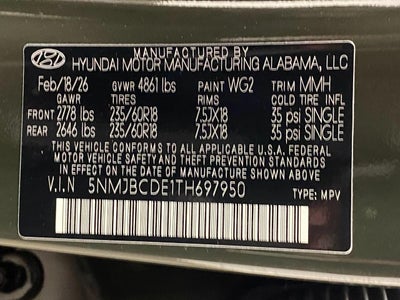 MANUFACTURED BY
HYUNDAI MOTOR MANUFACTURING ALABAMA, LLC
Feb/18/26 GVWR 4861 lbs PAINT WG2 TRIM MMH
GAWR TIRES RIMS COLD TIRE INFL
FRONT 2778 lbs 235/60R18 7.5JX18 35 psi SINGLE
REAR 2646 lbs 235/60R18 7.5JX18 35 psi SINGLE
THIS VEHICLE CONFORMS TO ALL APPLICABLE U.S.A FEDERAL
MOTOR VEHICLE SAFETY AND THEFT PREVENTION STANDARDS
IN EFFECT ON THE DATE OF MANUFACTURE SHOWN ABOVE.
V.I.N 5NMJBCDE1TH697950 TYPE: MPV